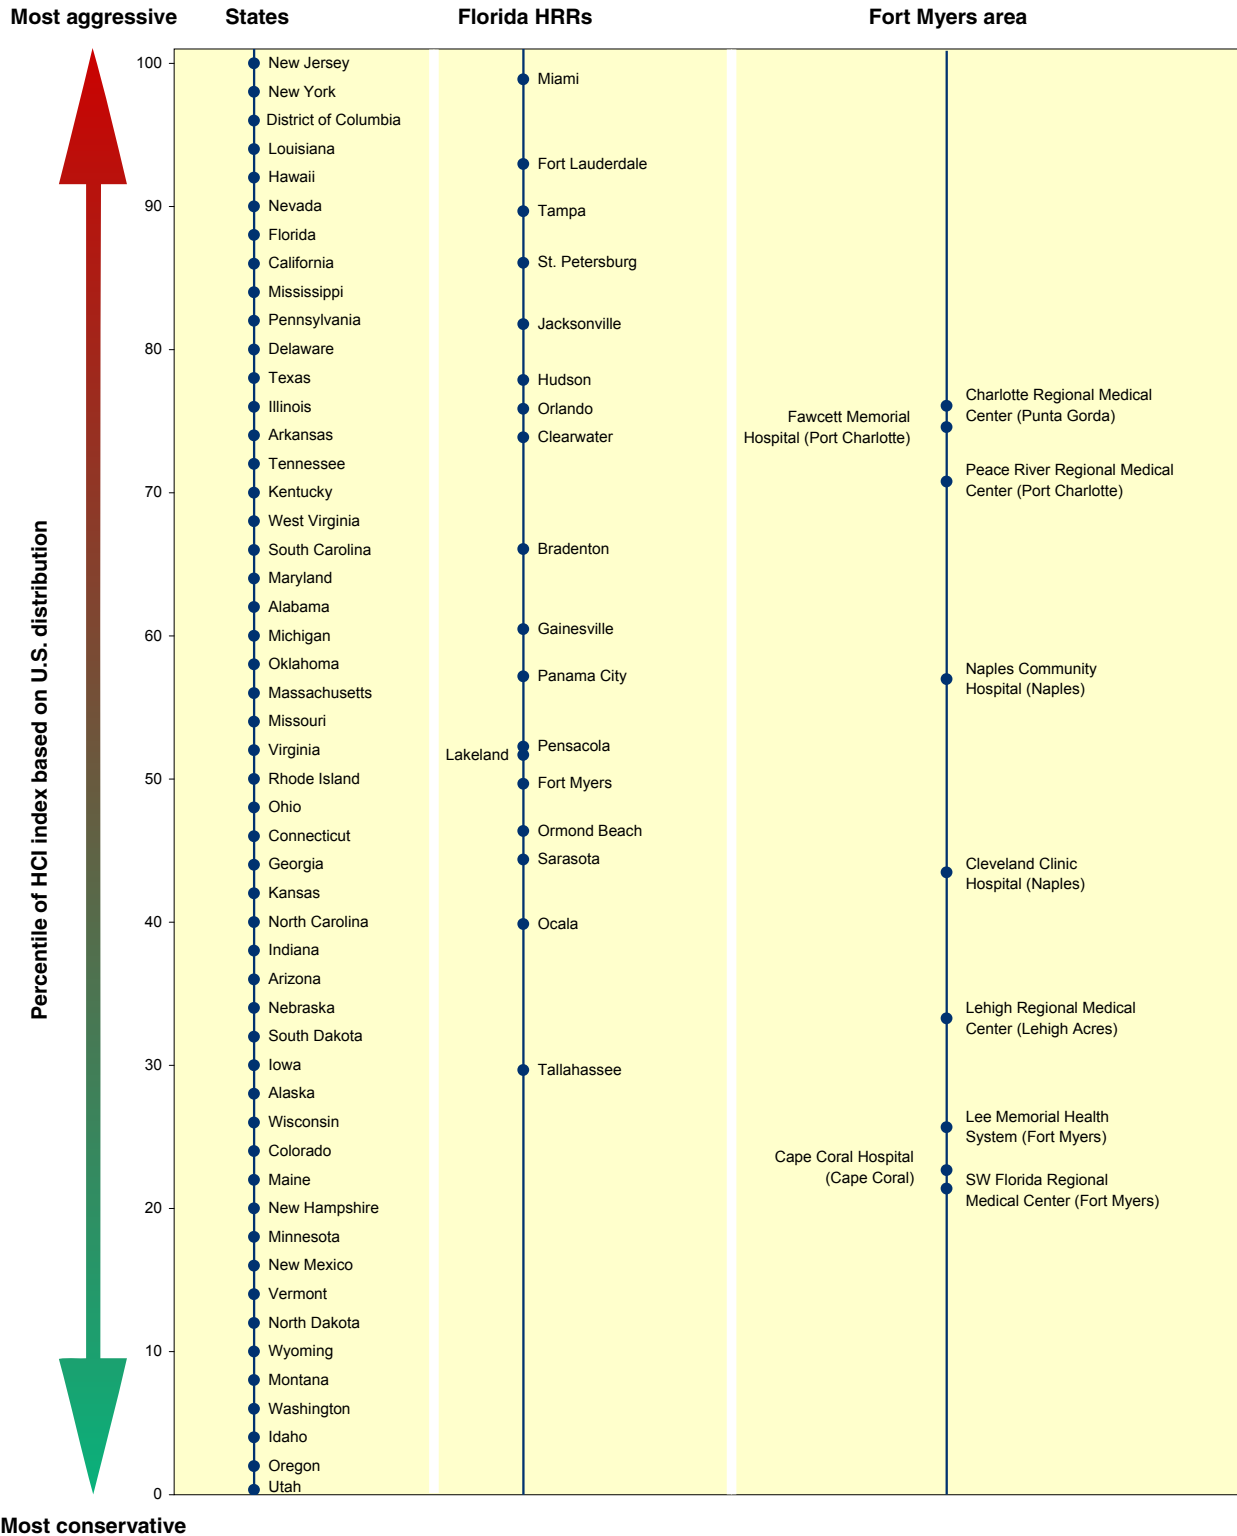 Most aggressive
States
Florida HRRs
Fort Myers area
Percentile of HCI index based on U.S. distribution
100
90
80
70
60
50
40
30
20
10
0
New Jersey
New York
District of Columbia
Louisiana
Hawaii
Nevada
Florida
California
Mississippi
Pennsylvania
Delaware
Texas
Illinois
Arkansas
Tennessee
Kentucky
West Virginia
South Carolina
Maryland
Alabama
Michigan
Oklahoma
Massachusetts
Missouri
Virginia
Rhode Island
Ohio
Connecticut
Georgia
Kansas
North Carolina
Indiana
Arizona
Nebraska
South Dakota
Iowa
Alaska
Wisconsin
Colorado
Maine
New Hampshire
Minnesota
New Mexico
Vermont
North Dakota
Wyoming
Montana
Washington
Idaho
Oregon
Utah
Miami
Fort Lauderdale
Tampa
St. Petersburg
Jacksonville
Hudson
Orlando
Clearwater
Bradenton
Gainesville
Panama City
Pensacola
Lakeland
Fort Myers
Ormond Beach
Sarasota
Ocala
Tallahassee
Charlotte Regional Medical
Center (Punta Gorda)
Fawcett Memorial
Hospital (Port Charlotte)
Peace River Regional Medical
Center (Port Charlotte)
Naples Community
Hospital (Naples)
Cleveland Clinic
Hospital (Naples)
Lehigh Regional Medical
Center (Lehigh Acres)
Lee Memorial Health
System (Fort Myers)
Cape Coral Hospital
(Cape Coral)
SW Florida Regional
Medical Center (Fort Myers)
Most conservative